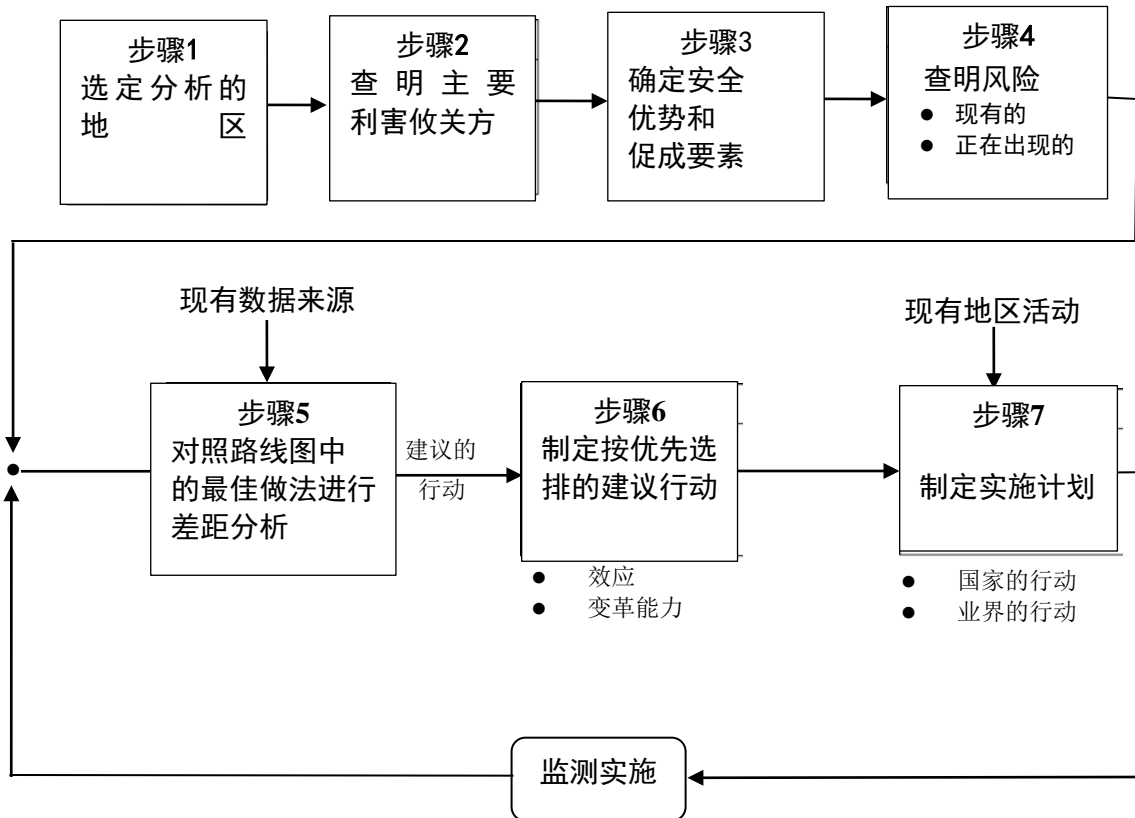 步骤1
选定分析的
地区
步骤2
查明主要
利害攸关方
步骤3
确定安全
优势和
促成要素
步骤4
查明风险
● 现有的
● 正在出现的
现有数据来源
现有地区活动
步骤5
对照路线图中
的最佳做法进行
差距分析
建议的
行动
步骤6
制定按优先选
排的建议行动
● 效应
● 变革能力
步骤7
制定实施计划
● 国家的行动
● 业界的行动
监测实施